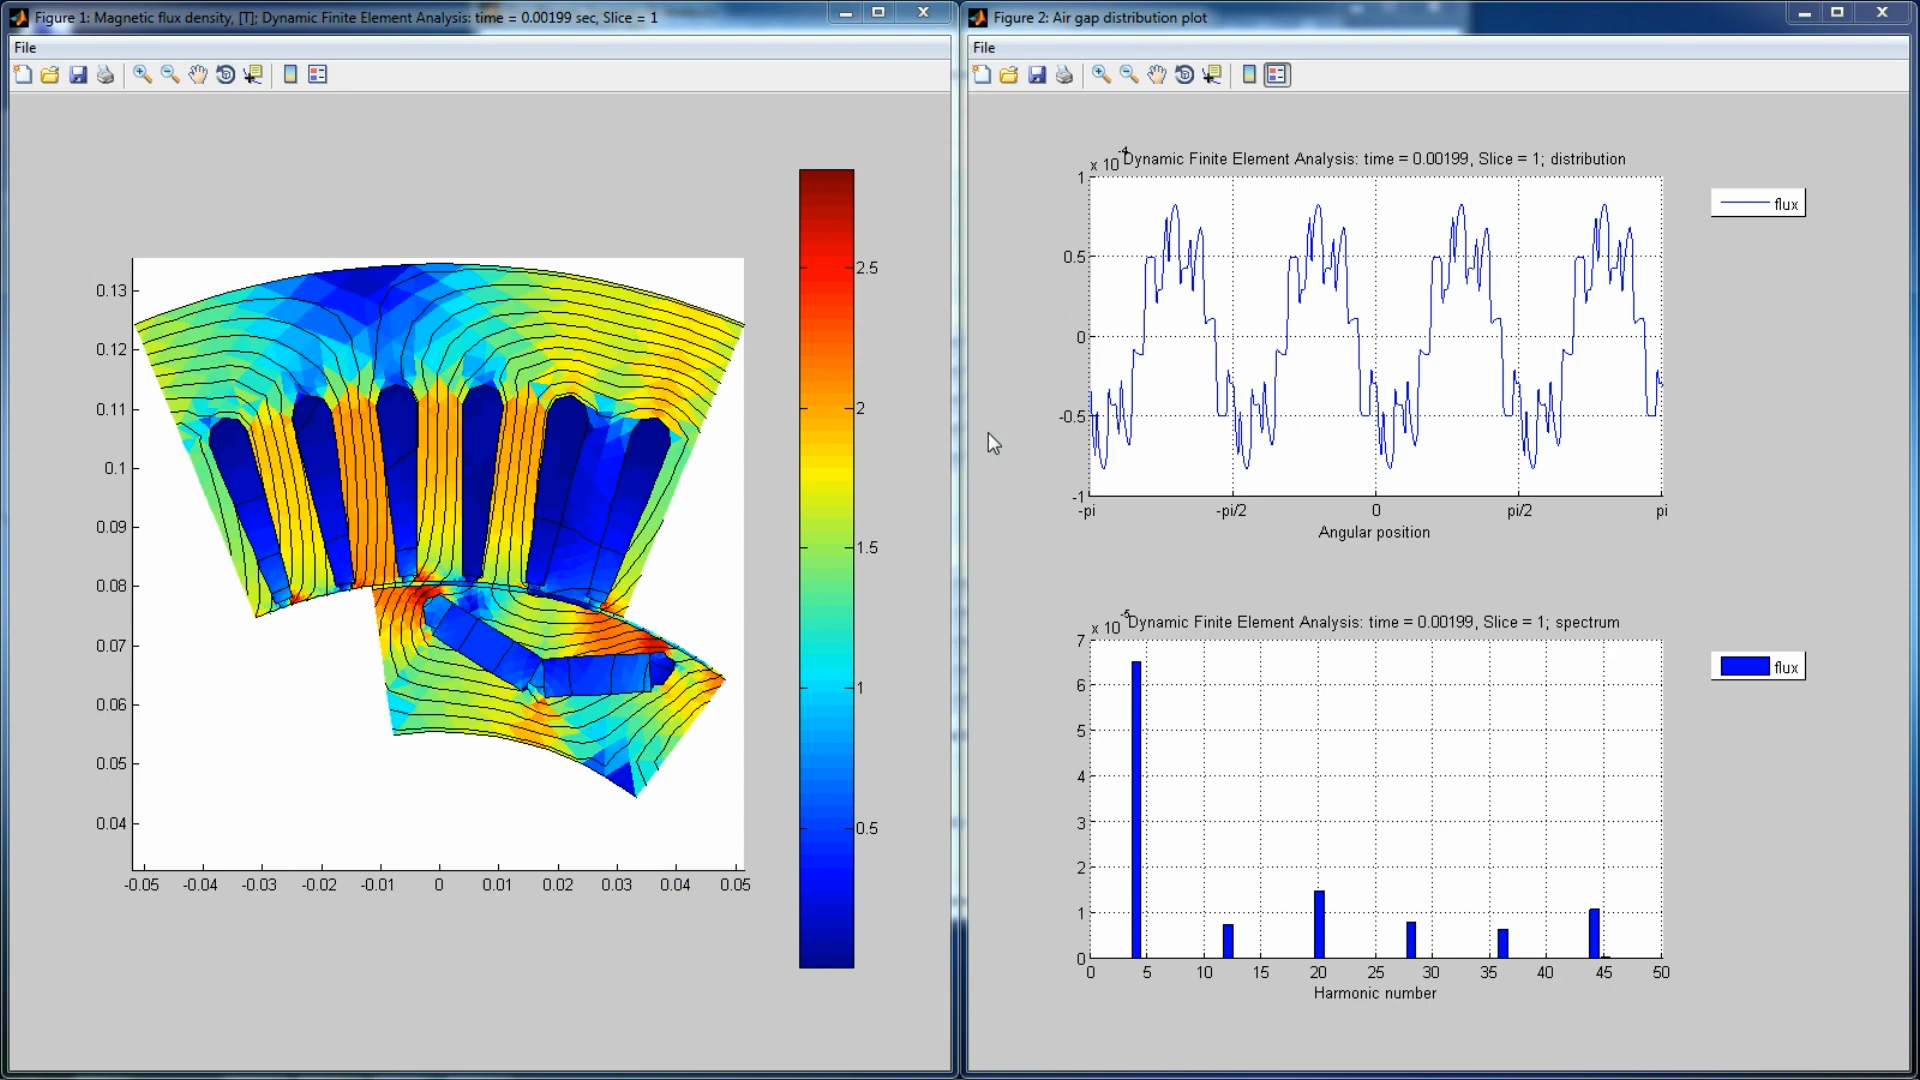 Figure 1: Magnetic flux density, [T]; Dynamic Finite Element Analysis: time = 0.00199 sec, Slice = 1
File
2.5
2
1.5
1
0.5
0.13
0.12
0.11
0.1
0.09
0.08
0.07
0.06
0.05
0.04
-0.05 -0.04 -0.03 -0.02 -0.01 0 0.01 0.02 0.03 0.04 0.05
Figure 2: Air gap distribution plot
File
x 10-4
Dynamic Finite Element Analysis: time = 0.00199, Slice = 1; distribution
flux
1
0.5
0
-0.5
-1
-pi -pi/2 0 pi/2 pi
Angular position
x 10-5
Dynamic Finite Element Analysis: time = 0.00199, Slice = 1; spectrum
flux
7
6
5
4
3
2
1
0
0 5 10 15 20 25 30 35 40 45 50
Harmonic number